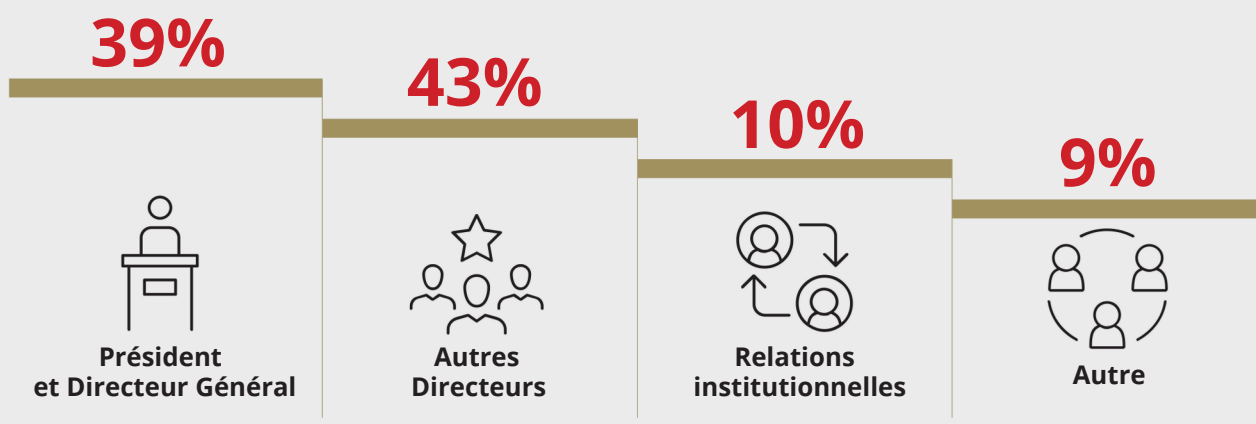 39%
43%
10%
9%
Président
et Directeur Général
Autres
Directeurs
Relations
institutionnelles
Autre